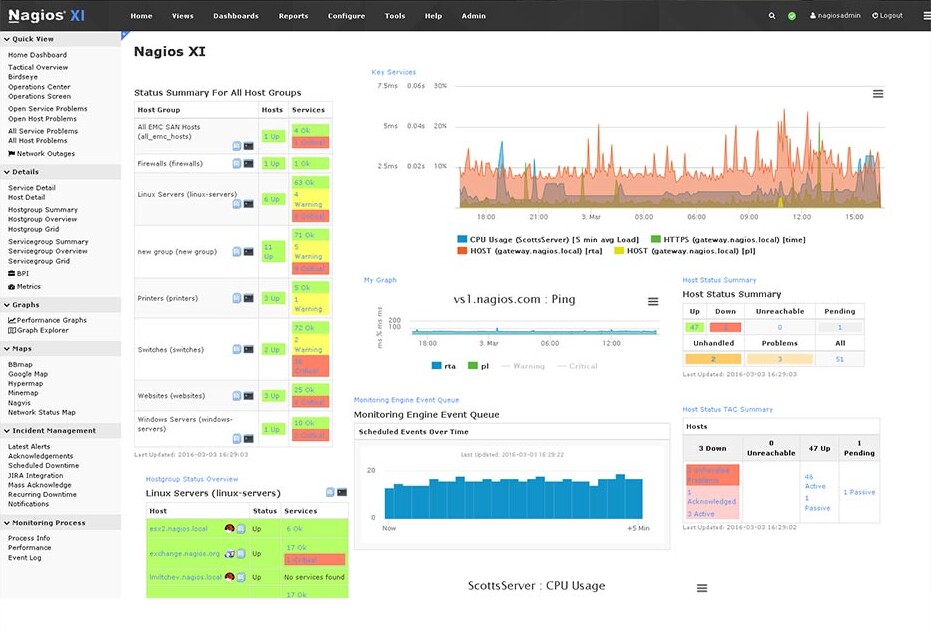 Nagios® XI
Home Views Dashboards Reports Configure Tools Help Admin
nagiosadmin Logout
Quick View
Home Dashboard
Tactical Overview
Birdseye
Operations Center
Operations Screen
Open Service Problems
Open Host Problems
All Service Problems
All Host Problems
Network Outages
Details
Service Detail
Host Detail
Hostgroup Summary
Hostgroup Overview
Hostgroup Grid
Servicegroup Summary
Servicegroup Overview
Servicegroup Grid
BPI
Metrics
Graphs
Performance Graphs
Graph Explorer
Maps
BBmap
Google Map
Hypermap
Minemap
Nagvis
Network Status Map
Incident Management
Latest Alerts
Acknowledgements
Scheduled Downtime
JIRA Integration
Mass Acknowledge
Recurring Downtime
Notifications
Monitoring Process
Process Info
Performance
Event Log
Nagios XI
Status Summary For All Host Groups
Host Group Hosts Services
All EMC SAN Hosts
(all_emc_hosts)
1 Up
4 Ok
Firewalls (firewalls)
1 Up
1 Ok
Linux Servers (linux-servers)
6 Up
63 Ok
4
Warning
new group (new group)
11
Up
71 Ok
5
Warning
Printers (printers)
3 Up
5 Ok
1
Warning
Switches (switches)
2 Up
72 Ok
2
Warning
Critical
Websites (websites)
3 Up
25 Ok
Windows Servers (windows-
servers)
1 Up
10 Ok
Last Updated: 2016-03-03 16:29:03
Hostgroup Status Overview
Linux Servers (linux-servers)
Host Status Services
esx2.nagios.local Up 6 Ok
exchange.nagios.org Up
17 Ok
lmiltchev.nagios.local Up No services found
17 Ok
Key Services
7.5ms 0.06s 30%
5ms 0.04s 20%
2.5ms 0.02s 10%
18:00 21:00 3. Mar 03:00 06:00 09:00 12:00 15:00
CPU Usage (ScottsServer) [5 min avg Load] HTTPS (gateway.nagios.local) [time]
HOST (gateway.nagios.local) [rta] HOST (gateway.nagios.local) [pl]
My Graph
vs1.nagios.com : Ping
ms % ms ms
200
100
18:00 3. Mar 06:00 12:00
rta pl Warning Critical
Monitoring Engine Event Queue
Monitoring Engine Event Queue
Scheduled Events Over Time
Last Updated: 2016-03-03 16:29:22
20
0
Now +5 Min
ScottsServer : CPU Usage
Host Status Summary
Host Status Summary
Up Down Unreachable Pending
47 0 1
Unhandled Problems All
2 3 51
Last Updated: 2016-03-03 16:29:03
Host Status TAC Summary
Hosts
3 Down
0
Unreachable
47 Up
1
Pending
2 Unhandled
Problems
1
Acknowledged
3 Active
46
Active
1
Passive
1 Passive
Last Updated: 2016-03-03 16:29:02